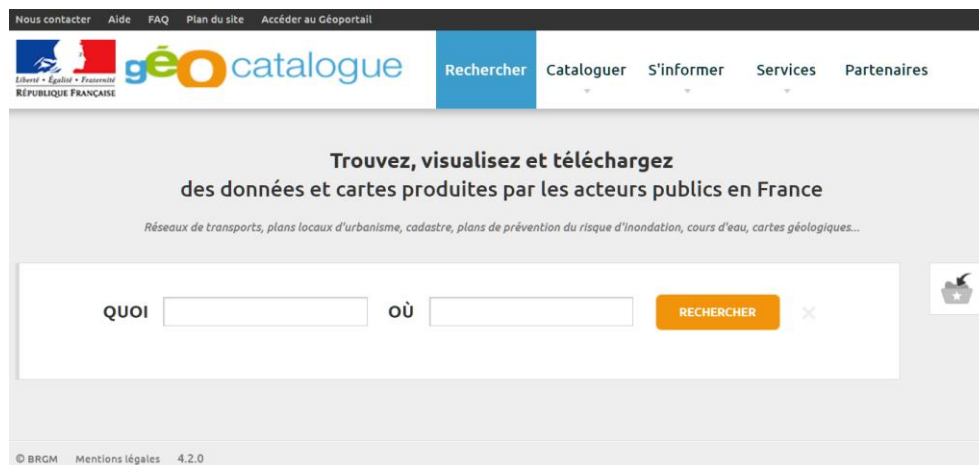 Nous contacter Aide FAQ Plan du site Accéder au Géoportail
Liberté • Égalité • Fraternité
RÉPUBLIQUE FRANÇAISE
géocatalogue
Rechercher Cataloguer S'informer Services Partenaires
Trouvez, visualisez et téléchargez
des données et cartes produites par les acteurs publics en France
Réseaux de transports, plans locaux d'urbanisme, cadastre, plans de prévention du risque d'inondation, cours d'eau, cartes géologiques...
QUOI OÙ RECHERCHER
© BRGM Mentions légales 4.2.0